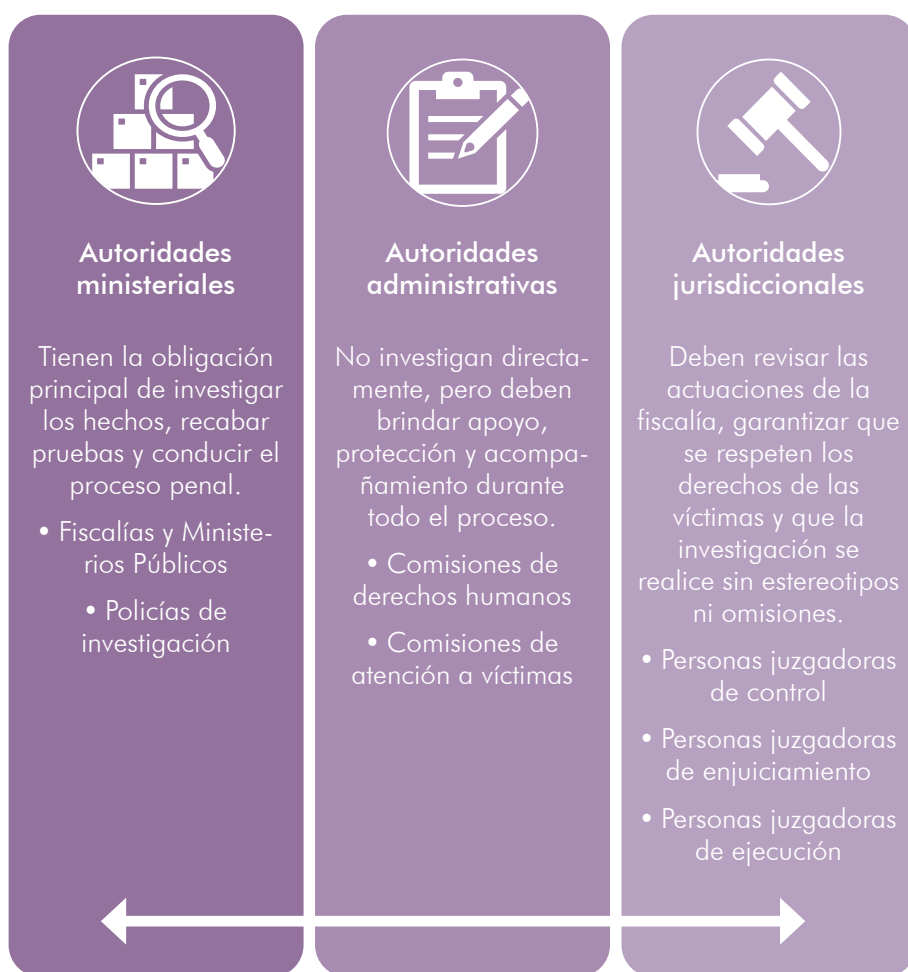 Autoridades
ministeriales
Tienen la obligación
principal de investigar
los hechos, recabar
pruebas y conducir el
proceso penal.
• Fiscalías y Ministe-
rios Públicos
• Policías de
investigación
Autoridades
administrativas
No investigan directa-
mente, pero deben
brindar apoyo,
protección y acompa-
ñamiento durante
todo el proceso.
• Comisiones de
derechos humanos
• Comisiones de
atención a víctimas
Autoridades
jurisdiccionales
Deben revisar las
actuaciones de la
fiscalía, garantizar que
se respeten los
derechos de las
víctimas y que la
investigación se
realice sin estereotipos
ni omisiones.
• Personas juzgadoras
de control
• Personas juzgadoras
de enjuiciamiento
• Personas juzgadoras
de ejecución